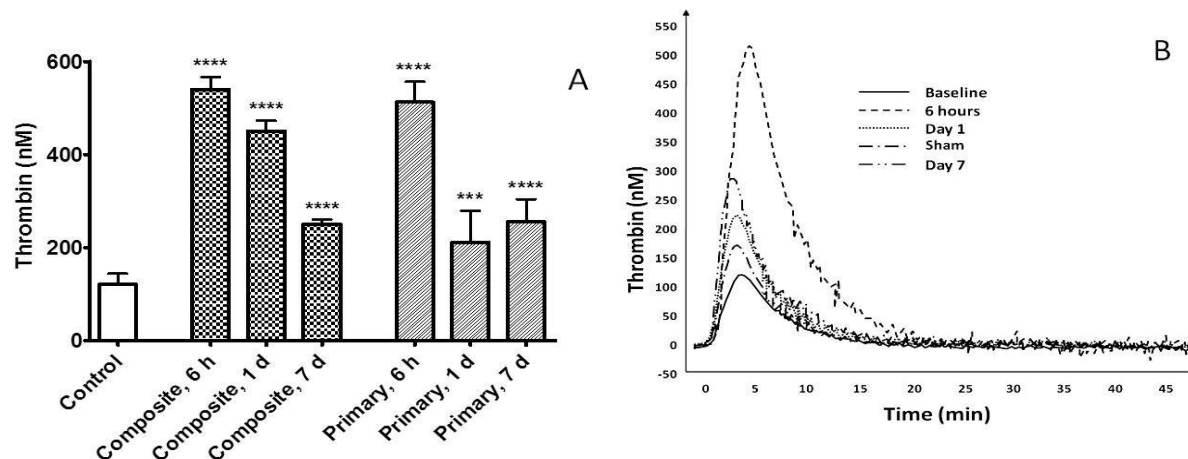 A
Thrombin (nM)
600
400
200
0
****
****
****
****
***
****
Control
Composite, 6 h
Composite, 1 d
Composite, 7 d
Primary, 6 h
Primary, 1 d
Primary, 7 d
B
Thrombin (nM)
550
500
450
400
350
300
250
200
150
100
50
0
-50
Baseline
6 hours
Day 1
Sham
Day 7
0 5 10 15 20 25 30 35 40 45
Time (min)